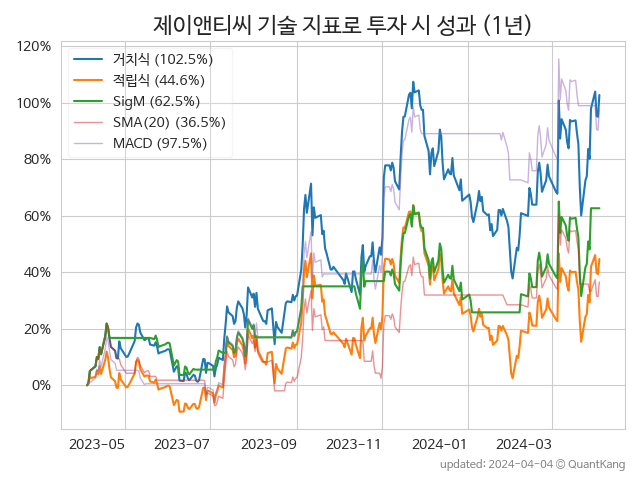 제이앤티씨 기술 지표로 투자 시 성과 (1년)
120%
100%
80%
60%
40%
20%
0%
거치식 (102.5%)
적립식 (44.6%)
SigM (62.5%)
SMA(20) (36.5%)
MACD (97.5%)
2023-05 2023-07 2023-09 2023-11 2024-01 2024-03
updated: 2024-04-04 © QuantKang